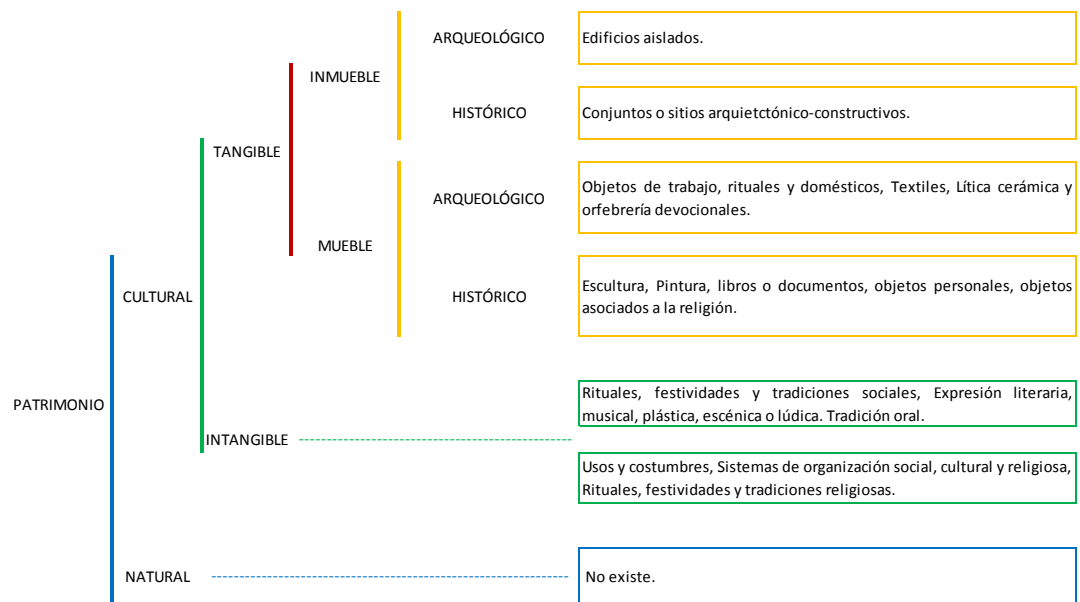 ARQUEOLÓGICO
Edificios aislados.
INMUEBLE
HISTÓRICO
Conjuntos o sitios arquietctónico-constructivos.
TANGIBLE
ARQUEOLÓGICO
Objetos de trabajo, rituales y domésticos, Textiles, Lítica cerámica y
orfebrería devocionales.
MUEBLE
HISTÓRICO
Escultura, Pintura, libros o documentos, objetos personales, objetos
asociados a la religión.
CULTURAL
PATRIMONIO
Rituales, festividades y tradiciones sociales, Expresión literaria,
musical, plástica, escénica o lúdica. Tradición oral.
INTANGIBLE
Usos y costumbres, Sistemas de organización social, cultural y religiosa,
Rituales, festividades y tradiciones religiosas.
NATURAL
No existe.